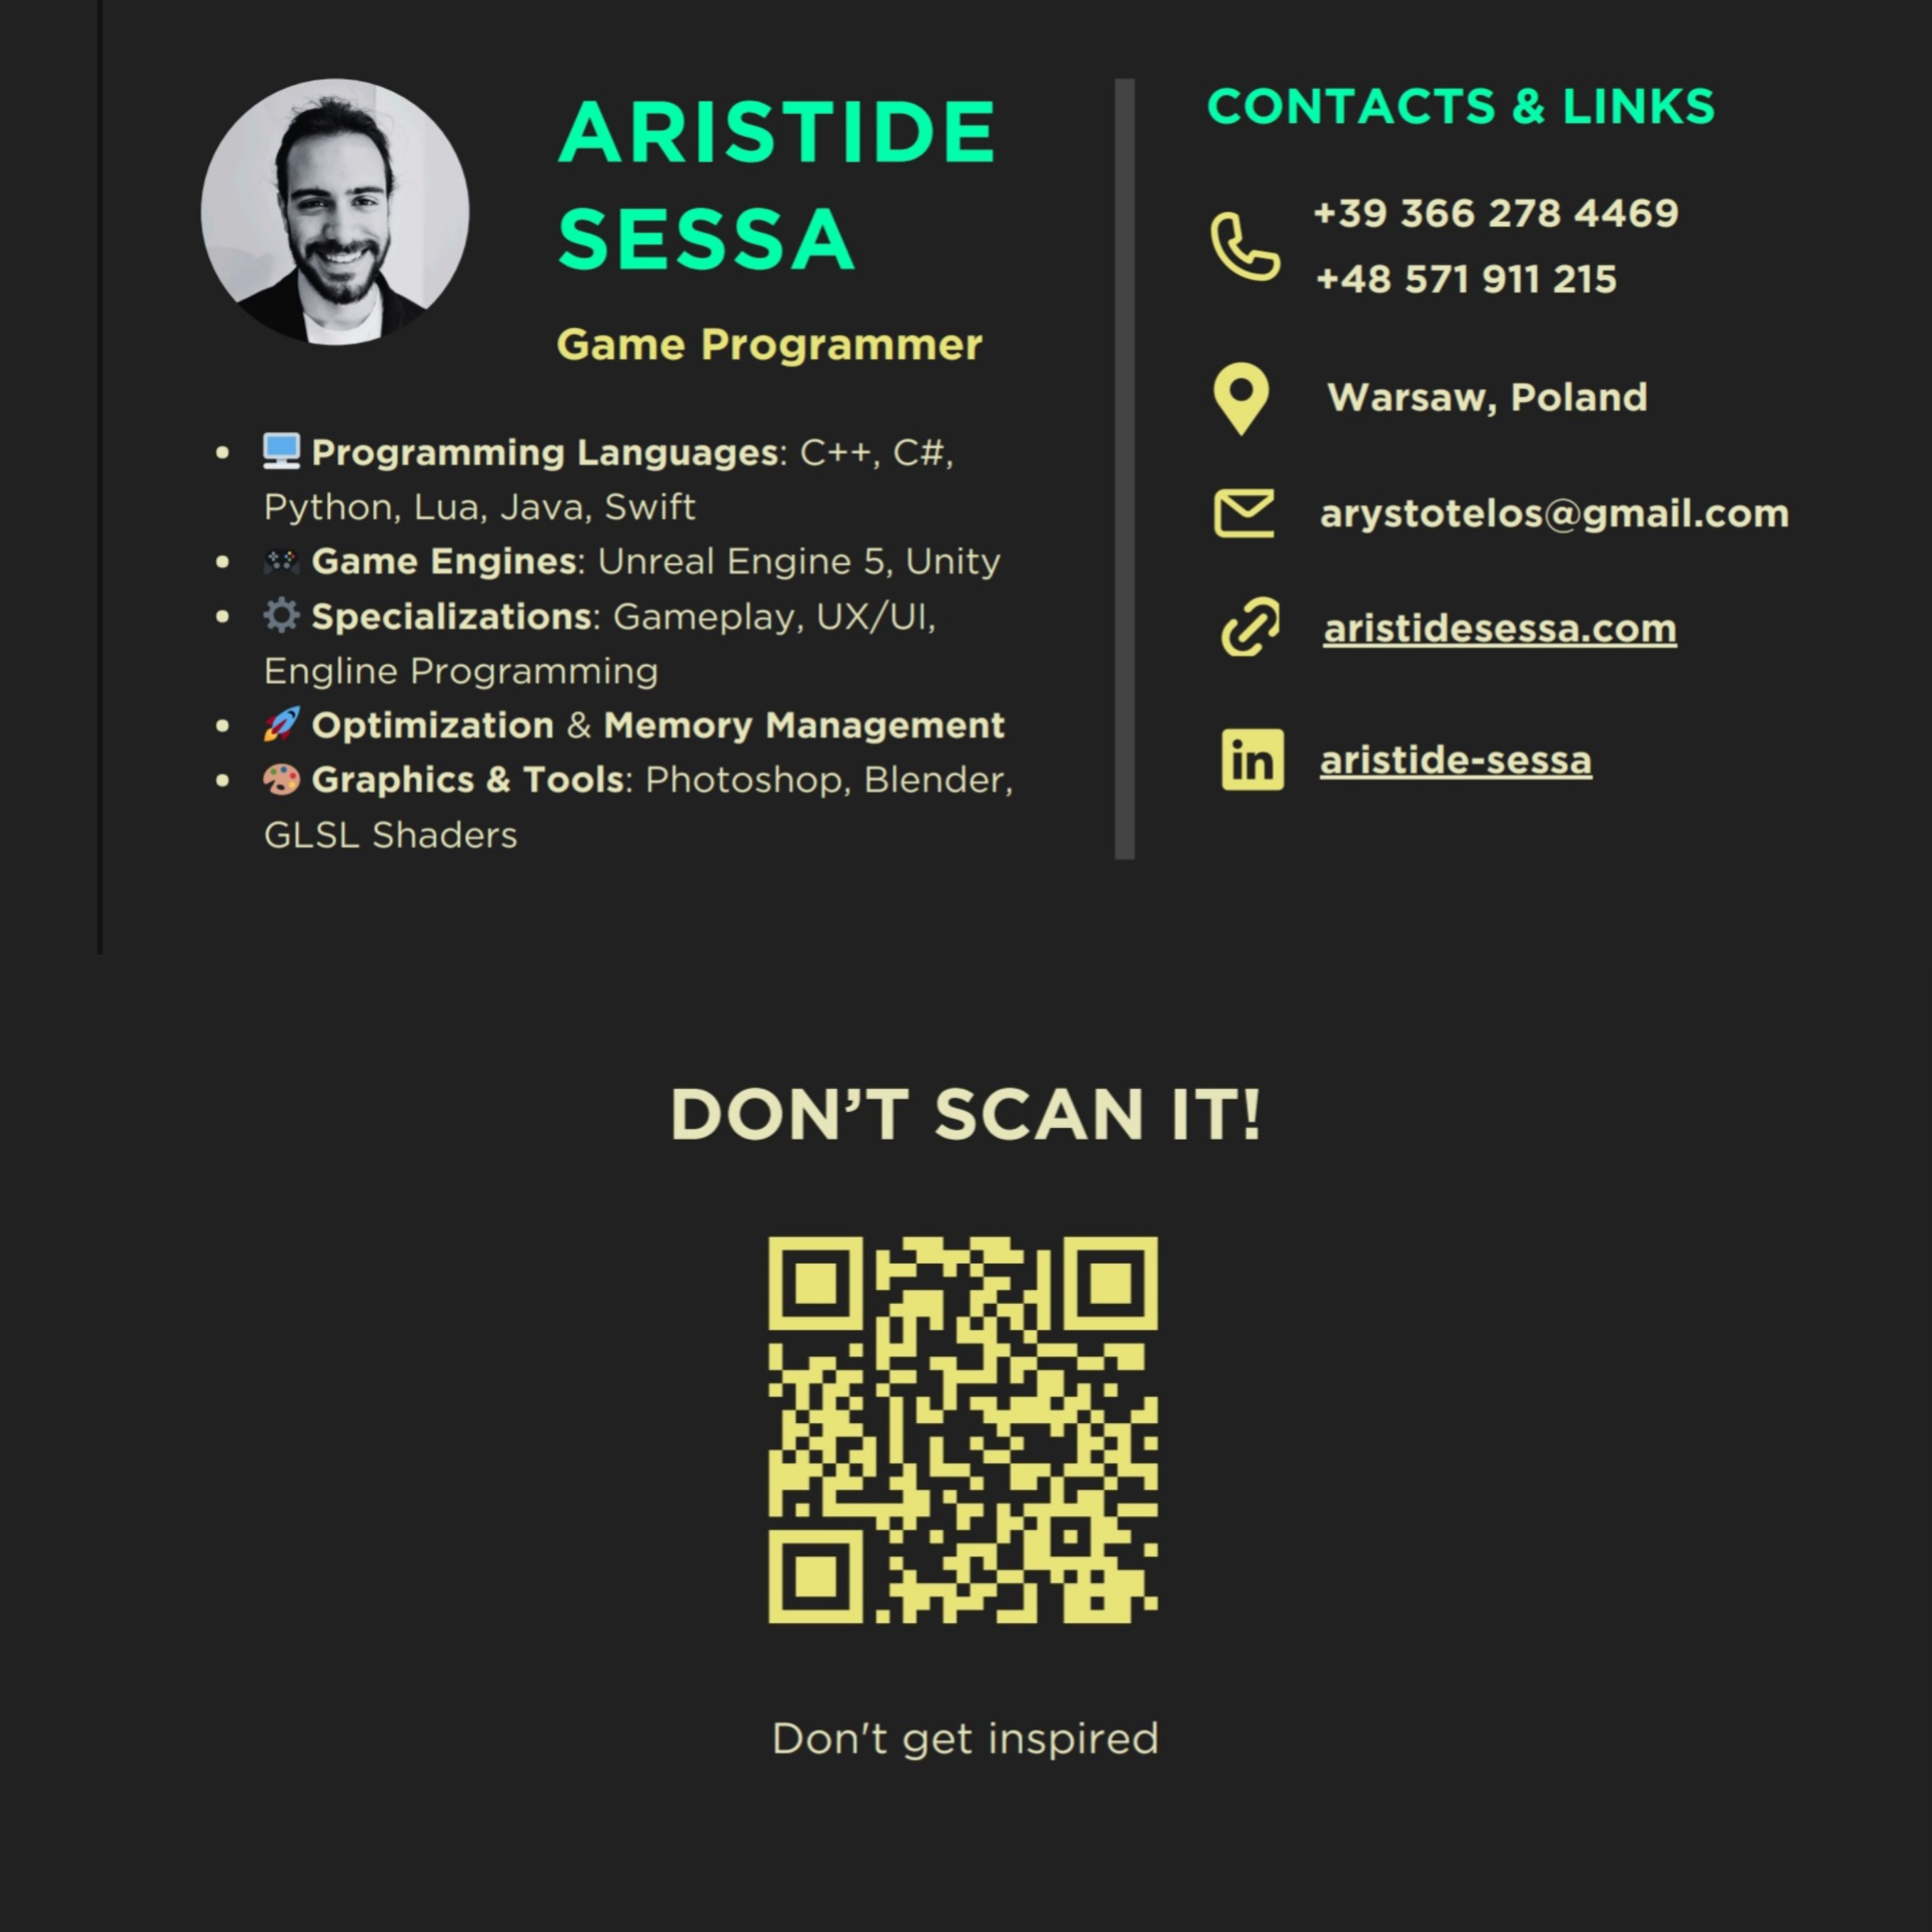 ARISTIDE
SESSA
Game Programmer
• Programming Languages: C++, C#,
Python, Lua, Java, Swift
• Game Engines: Unreal Engine 5, Unity
• Specializations: Gameplay, UX/UI,
Engline Programming
• Optimization & Memory Management
• Graphics & Tools: Photoshop, Blender,
GLSL Shaders
CONTACTS & LINKS
+39 366 278 4469
+48 571 911 215
Warsaw, Poland
arystotelos@gmail.com
aristidesessa.com
in aristide-sessa
DON’T SCAN IT!
Don't get inspired